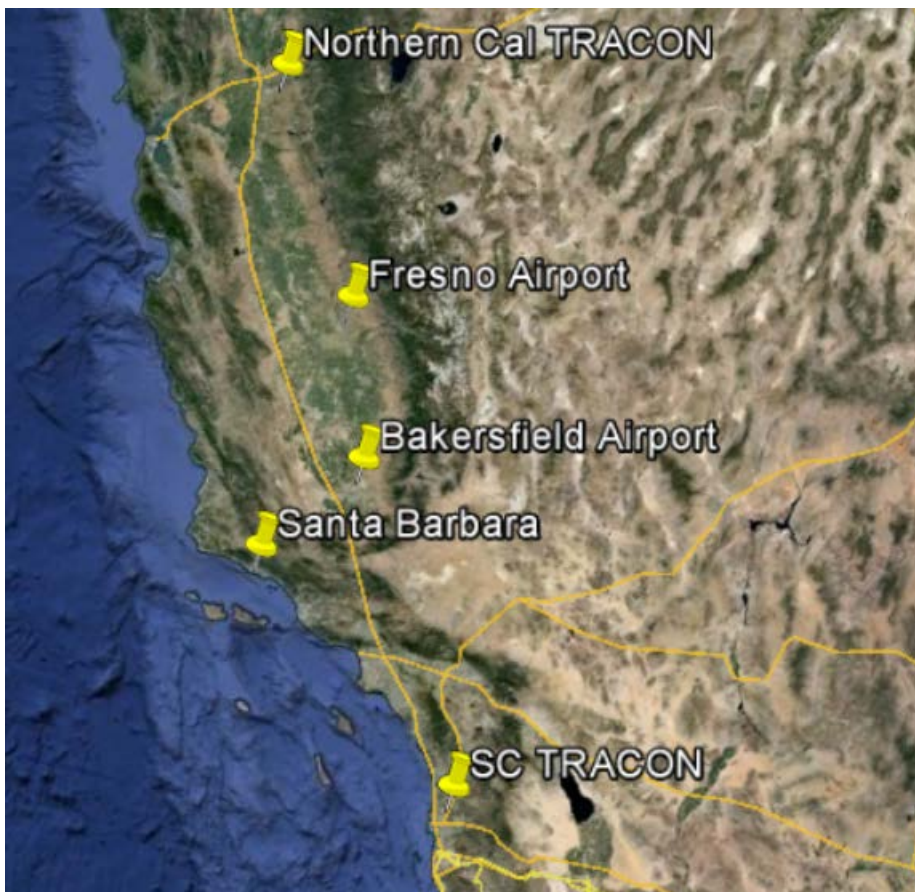 Northern Cal TRACON
Fresno Airport
Bakersfield Airport
Santa Barbara
SC TRACON